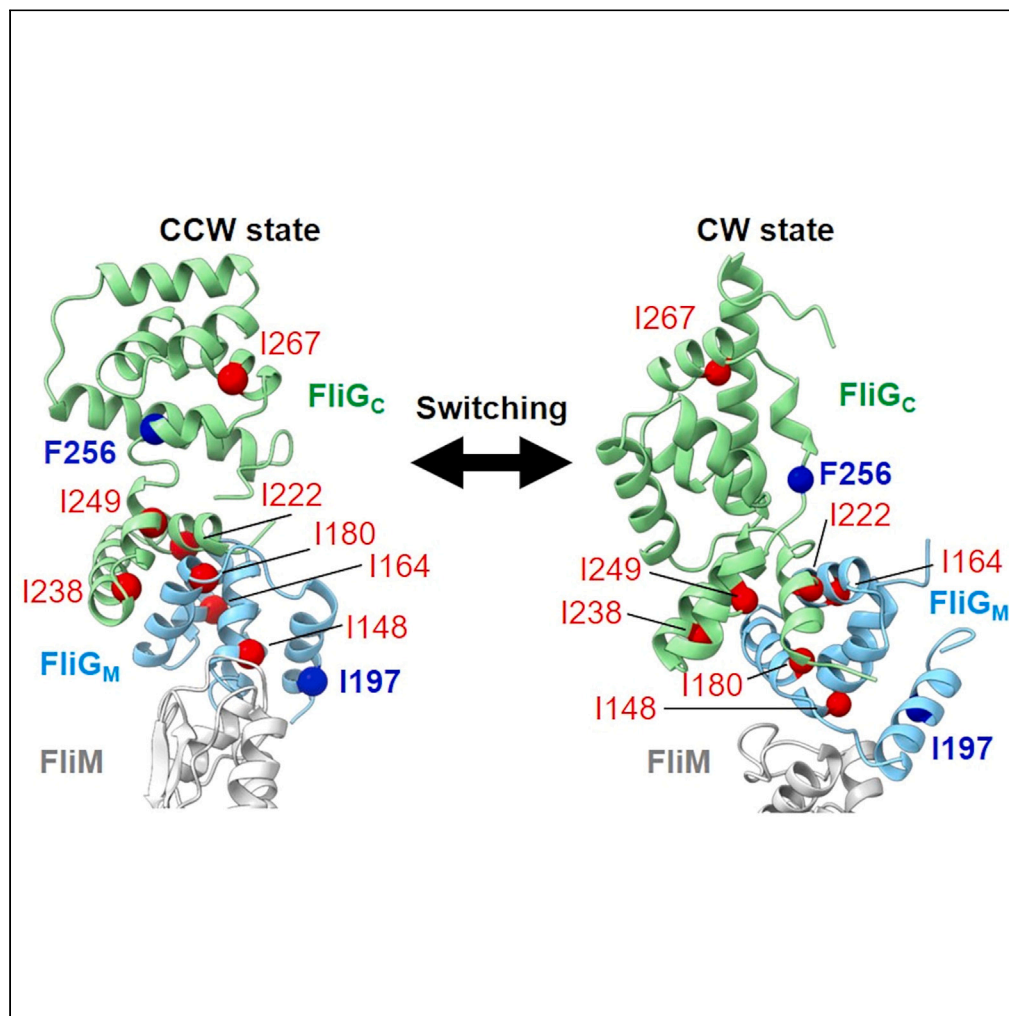 CCW state
I267
FliGC
F256
I249
I222
I180
I164
I238
I148
FliGM
I197
FliM
Switching
CW state
I267
FliGC
F256
I222
I164
I249
FliGM
I238
I180
I148
I197
FliM